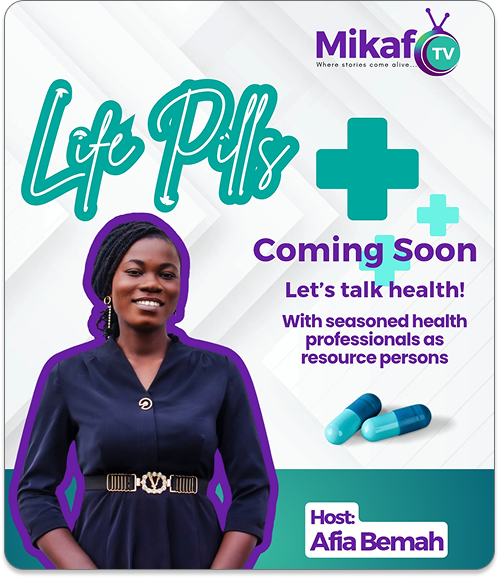 Mikaf TV
Where stories come alive...
Life Pills
Coming Soon
Let's talk health!
With seasoned health
professionals as
resource persons
Host:
Afia Bemah